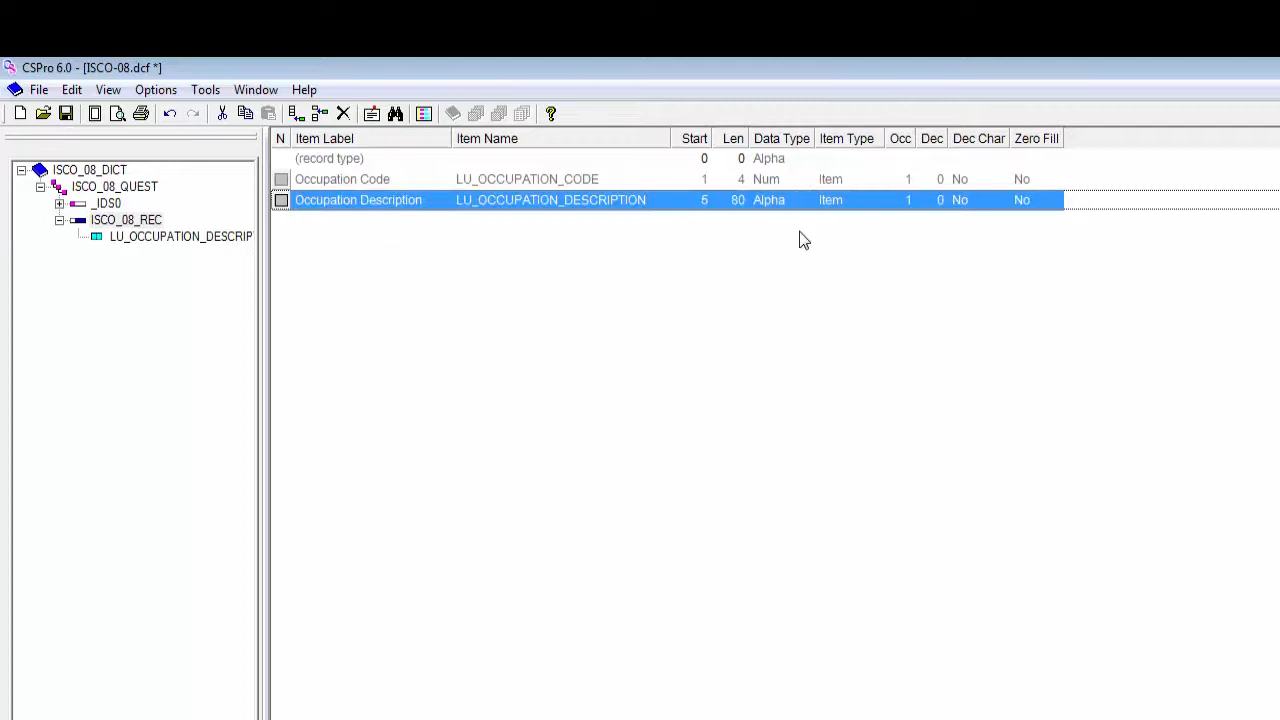 CSPro 6.0 - [ISCO-08.dcf *]
File Edit View Options Tools Window Help
N Item Label Item Name Start Len Data Type Item Type Occ Dec Dec Char Zero Fill
(record type) 0 0 Alpha
Occupation Code LU_OCCUPATION_CODE 1 4 Num Item 1 0 No No
Occupation Description LU_OCCUPATION_DESCRIPTION 5 80 Alpha Item 1 0 No No
ISCO_08_DICT
ISCO_08_QUEST
_IDS0
ISCO_08_REC
LU_OCCUPATION_DESCRIP